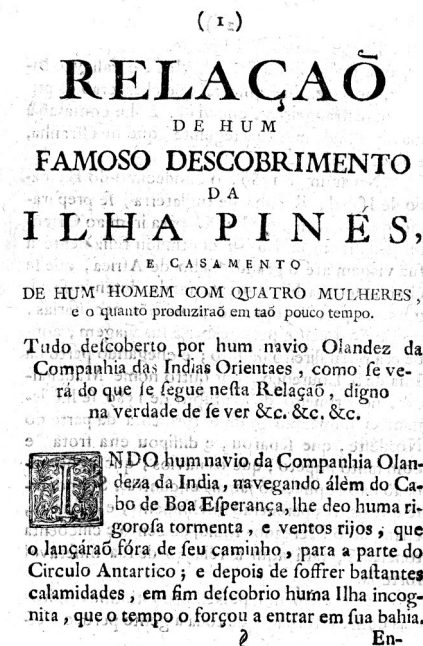 ( 1 )
RELAÇAÕ
DE HUM
FAMOSO DESCOBRIMENTO
DA
ILHA PINES,
E CASAMENTO
DE HUM HOMEM COM QUATRO MULHERES,
e o quanto produziraõ em taõ pouco tempo.
Tudo deſcoberto por hum navio Olandez da
Companhia das Indias Orientaes, como ſe ve-
rá do que ſe ſegue neſta Relaçaõ, digno
na verdade de ſe ver &c. &c. &c.
INDO hum navio da Companhia Olan-
deza da India, navegando álèm do Ca-
bo de Boa Eſperança, lhe deo huma ri-
goroſa tormenta, e ventos rijos, que
o lançáraõ fóra de ſeu caminho, para a parte do
Circulo Antartico; e depois de ſoffrer baſtantes
calamidades, em fim deſcobrio huma Ilha incog-
nita, que o tempo o forçou a entrar em ſua bahia.
En-